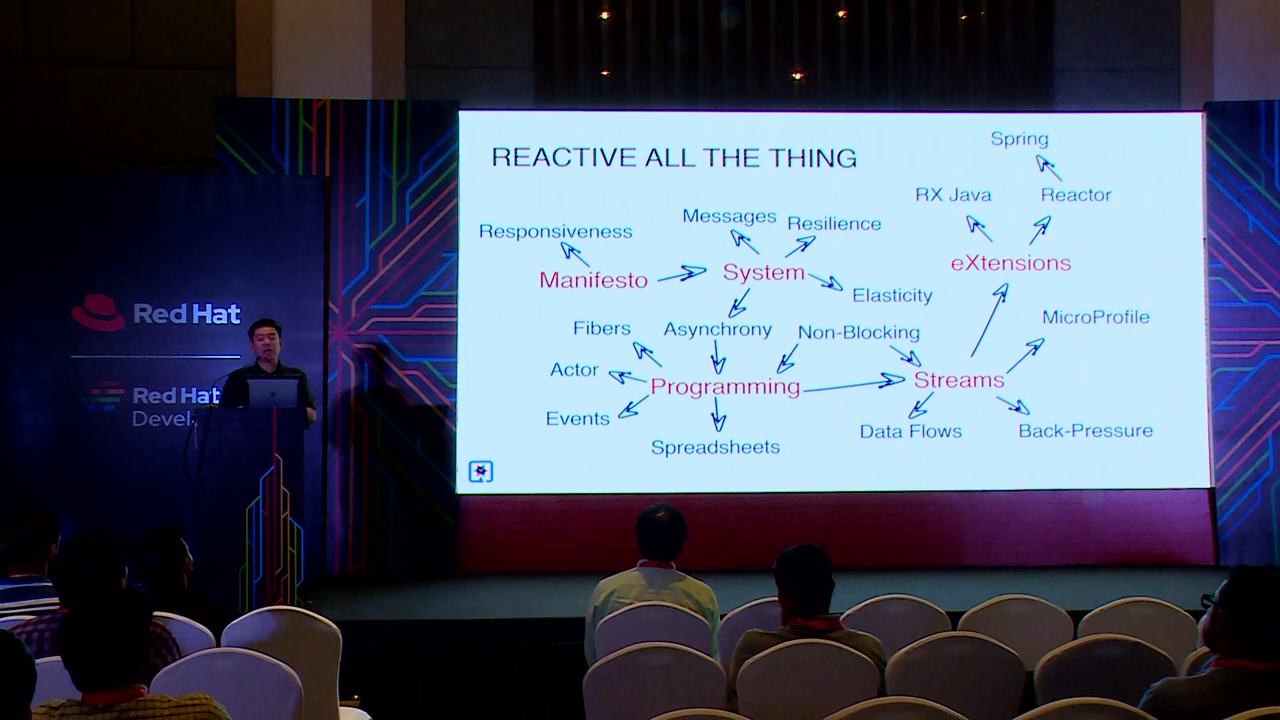 REACTIVE ALL THE THING
Spring
RX Java
Reactor
Messages
Resilience
Responsiveness
eXtensions
System
Manifesto
Elasticity
MicroProfile
Fibers
Asynchrony
Non-Blocking
Actor
Programming
Streams
Events
Data Flows
Back-Pressure
Spreadsheets
Red Hat
Red Hat